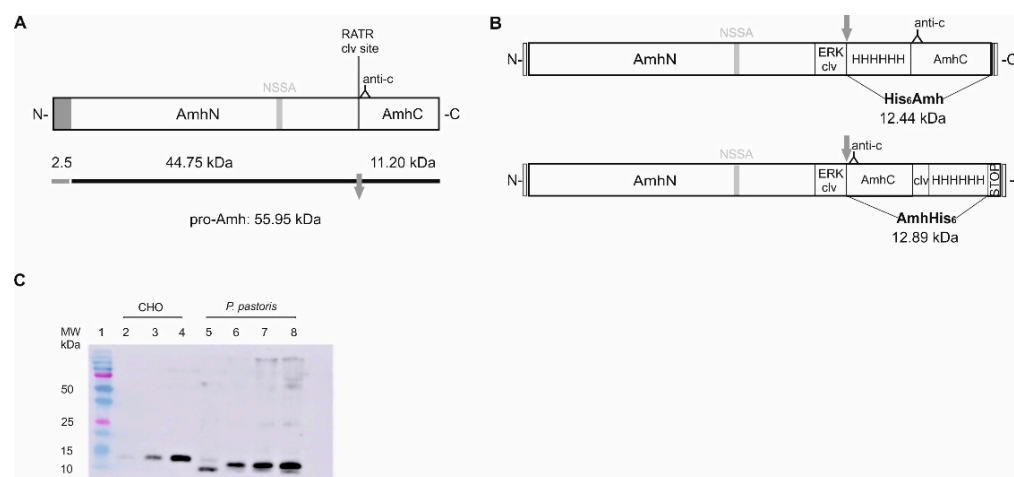 A
RATR
clv site
anti-c
NSSA
N-
AmhN
AmhC
-C
2.5
44.75 kDa
11.20 kDa
pro-Amh: 55.95 kDa
B
anti-c
NSSA
N-
AmhN
ERK
clv
HHHHHH
AmhC
-C
His₆Amh
12.44 kDa
anti-c
NSSA
N-
AmhN
ERK
clv
AmhC
clv
HHHHHH
STOP
-
AmhHis₆
12.89 kDa
C
CHO
P. pastoris
MW
kDa
1 2 3 4 5 6 7 8
50
25
15
10